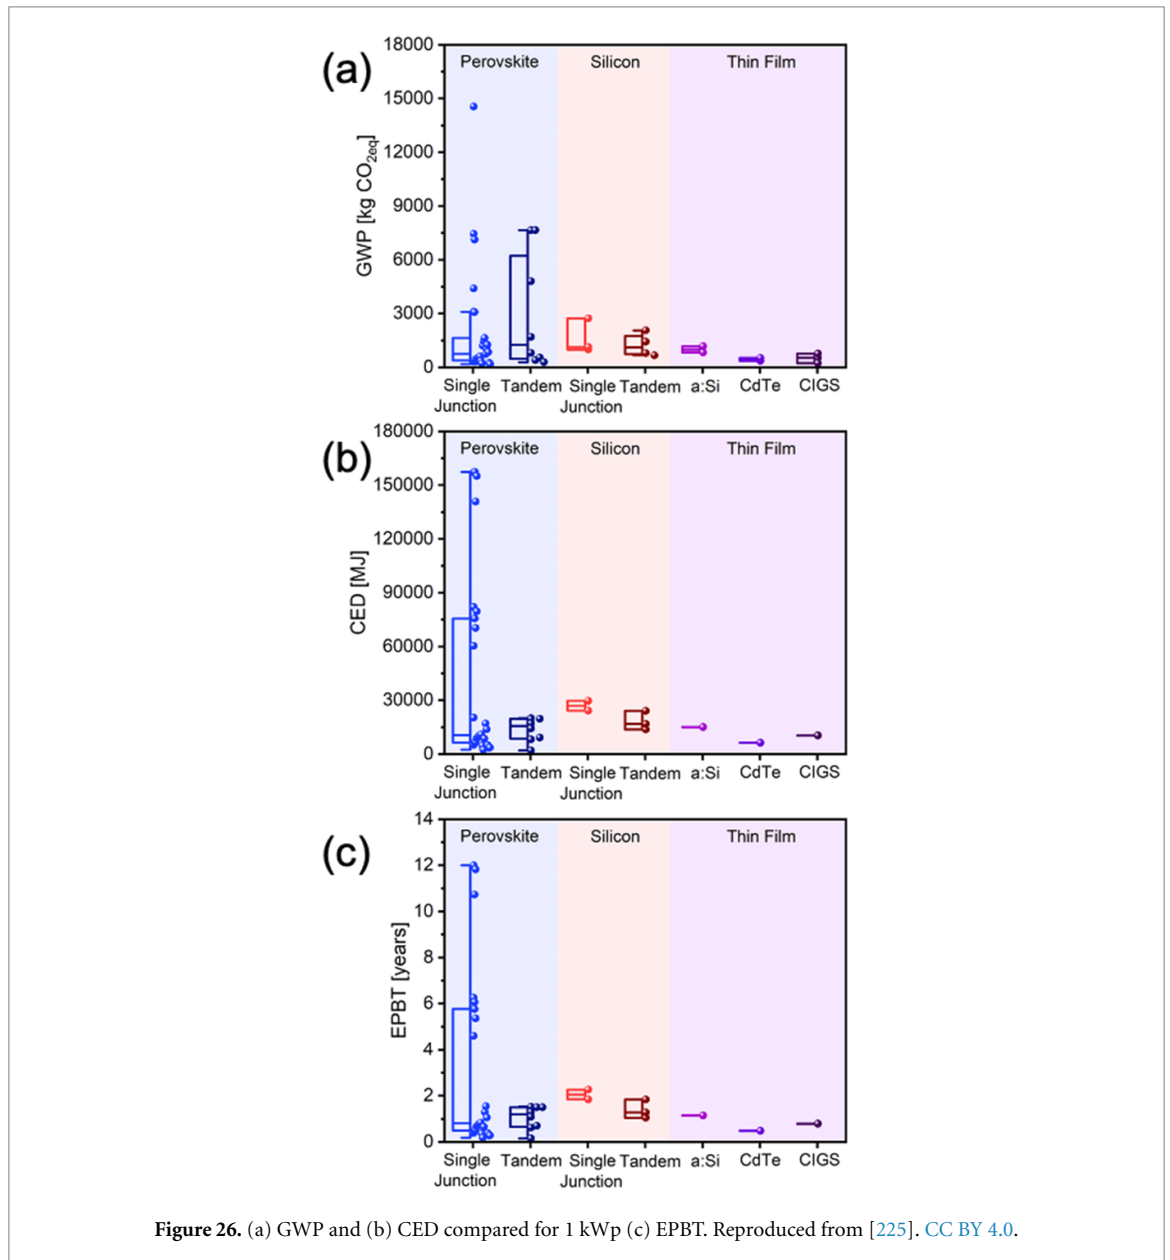 (a)
18000
15000
12000
9000
6000
3000
0
GWP [kg CO2eq]
Perovskite
Silicon
Thin Film
Single Junction
Tandem
Single Junction
Tandem
a:Si
CdTe
CIGS
(b)
180000
150000
120000
90000
60000
30000
0
CED [MJ]
Perovskite
Silicon
Thin Film
Single Junction
Tandem
Single Junction
Tandem
a:Si
CdTe
CIGS
(c)
14
12
10
8
6
4
2
0
EPBT [years]
Perovskite
Silicon
Thin Film
Single Junction
Tandem
Single Junction
Tandem
a:Si
CdTe
CIGS
Figure 26. (a) GWP and (b) CED compared for 1 kWp (c) EPBT. Reproduced from [225]. CC BY 4.0.